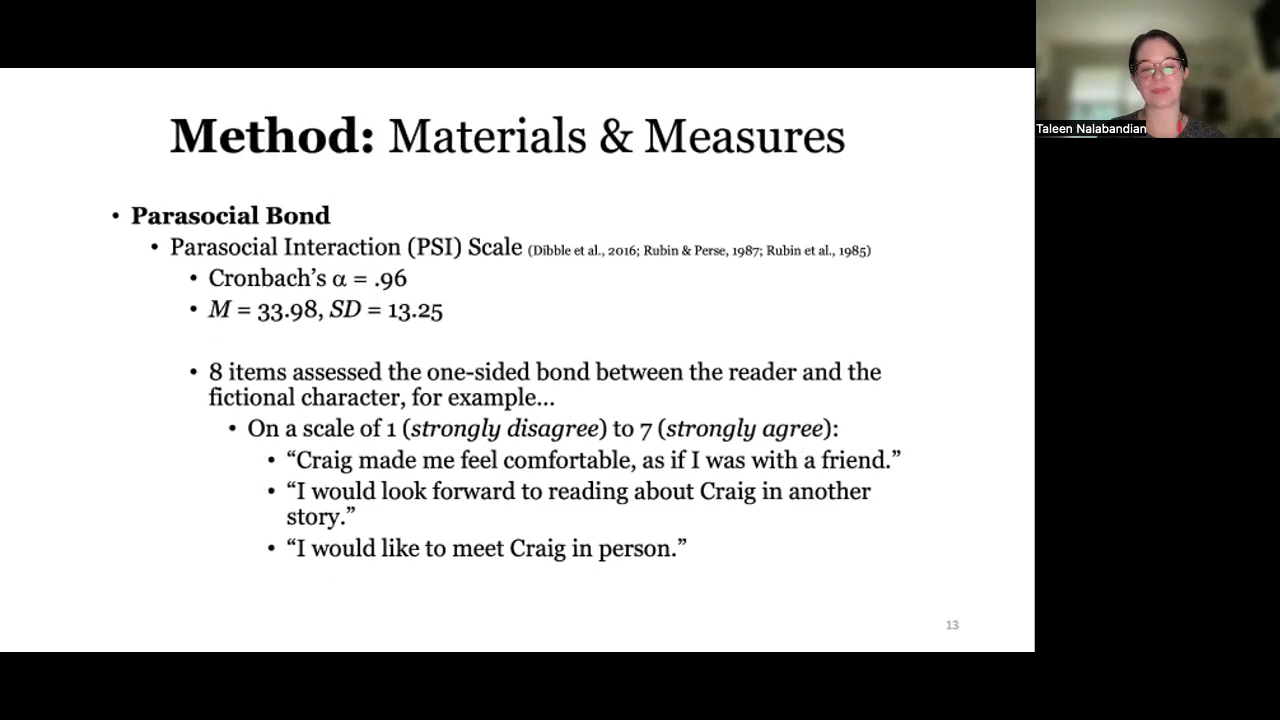 Method: Materials & Measures
• Parasocial Bond
• Parasocial Interaction (PSI) Scale (Dibble et al., 2016; Rubin & Perse, 1987; Rubin et al., 1985)
• Cronbach’s α = .96
• M = 33.98, SD = 13.25
• 8 items assessed the one-sided bond between the reader and the
fictional character, for example...
• On a scale of 1 (strongly disagree) to 7 (strongly agree):
• “Craig made me feel comfortable, as if I was with a friend.”
• “I would look forward to reading about Craig in another
story.”
• “I would like to meet Craig in person.”
13
Taleen Nalabandian